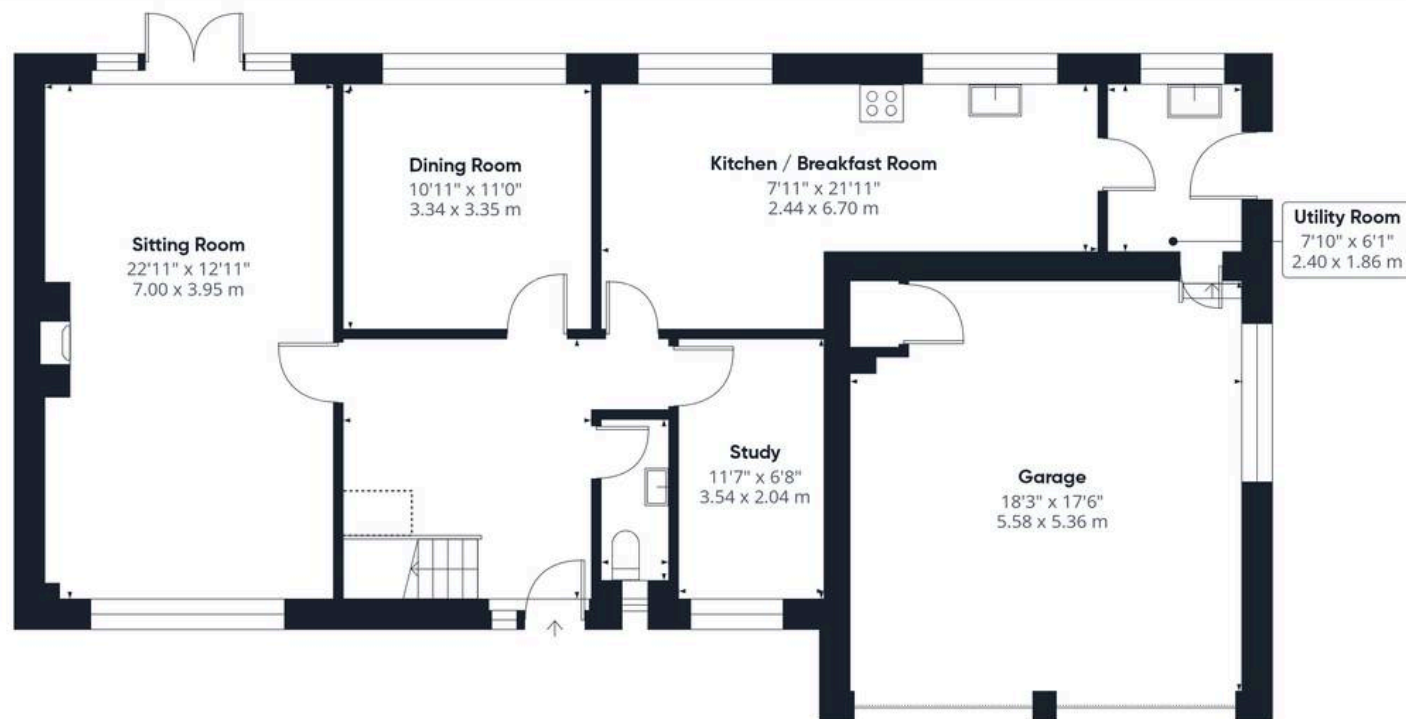 Dining Room
10'11" x 11'0"
3.34 x 3.35 m
Kitchen / Breakfast Room
7'11" x 21'11"
2.44 x 6.70 m
Utility Room
7'10" x 6'1"
2.40 x 1.86 m
Sitting Room
22'11" x 12'11"
7.00 x 3.95 m
Study
11'7" x 6'8"
3.54 x 2.04 m
Garage
18'3" x 17'6"
5.58 x 5.36 m